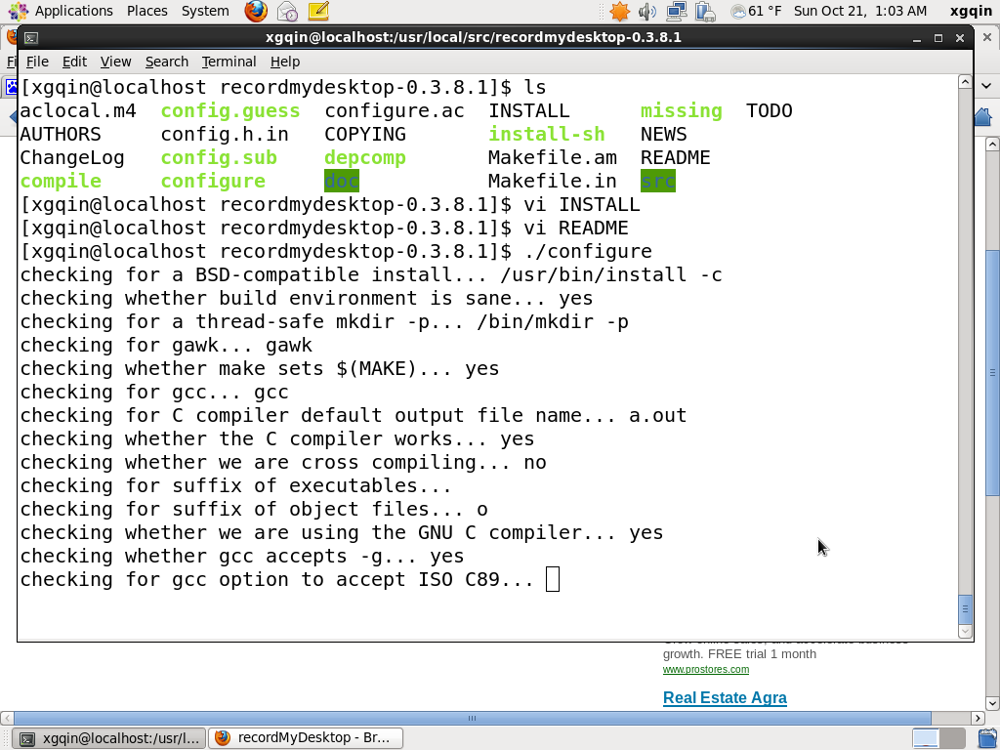 Applications Places System 61 °F Sun Oct 21, 1:03 AM xgqin
xgqin@localhost:/usr/local/src/recordmydesktop-0.3.8.1
File Edit View Search Terminal Help
[xgqin@localhost recordmydesktop-0.3.8.1]$ ls
aclocal.m4 config.guess configure.ac INSTALL missing TODO
AUTHORS config.h.in COPYING install-sh NEWS
ChangeLog config.sub depcomp Makefile.am README
compile configure doc Makefile.in src
[xgqin@localhost recordmydesktop-0.3.8.1]$ vi INSTALL
[xgqin@localhost recordmydesktop-0.3.8.1]$ vi README
[xgqin@localhost recordmydesktop-0.3.8.1]$ ./configure
checking for a BSD-compatible install... /usr/bin/install -c
checking whether build environment is sane... yes
checking for a thread-safe mkdir -p... /bin/mkdir -p
checking for gawk... gawk
checking whether make sets $(MAKE)... yes
checking for gcc... gcc
checking for C compiler default output file name... a.out
checking whether the C compiler works... yes
checking whether we are cross compiling... no
checking for suffix of executables...
checking for suffix of object files... o
checking whether we are using the GNU C compiler... yes
checking whether gcc accepts -g... yes
checking for gcc option to accept ISO C89...
growth. FREE trial 1 month
www.prostores.com
Real Estate Agra
xgqin@localhost:/usr/l... recordMyDesktop - Br...